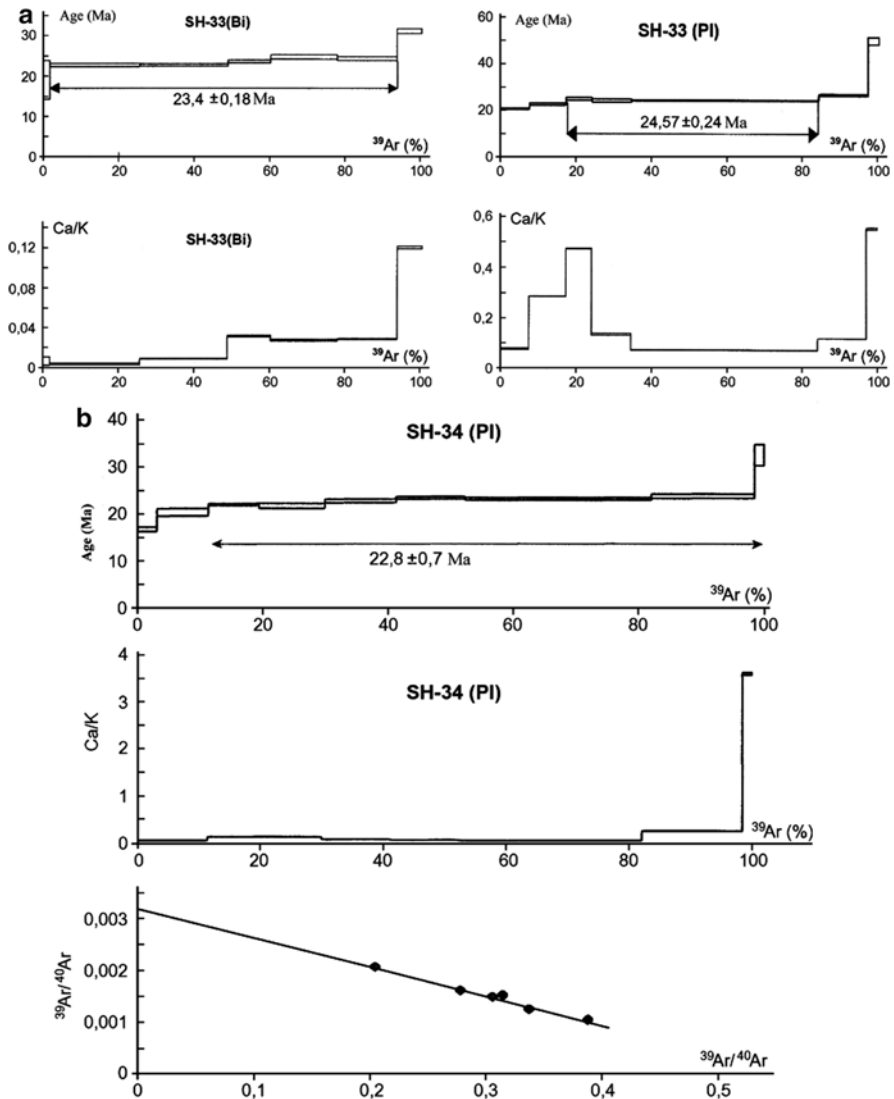 a
Age (Ma)
SH-33(Bi)
30
20
10
0
23,4 ±0,18 Ma
³⁹Ar (%)
0 20 40 60 80 100
Age (Ma)
SH-33 (Pl)
60
40
20
0
24,57±0,24 Ma
³⁹Ar (%)
0 20 40 60 80 100
Ca/K
SH-33(Bi)
0,12
0,08
0,04
0
³⁹Ar (%)
0 20 40 60 80 100
Ca/K
0,6
0,4
0,2
0
³⁹Ar (%)
0 20 40 60 80 100
b
SH-34 (Pl)
Age (Ma)
40
30
20
10
0
22,8 ±0,7 Ma
³⁹Ar (%)
0 20 40 60 80 100
SH-34 (Pl)
Ca/K
4
3
2
1
0
³⁹Ar (%)
0 20 40 60 80 100
³⁹Ar/⁴⁰Ar
0,003
0,002
0,001
0
³⁹Ar/⁴⁰Ar
0 0,1 0,2 0,3 0,4 0,5